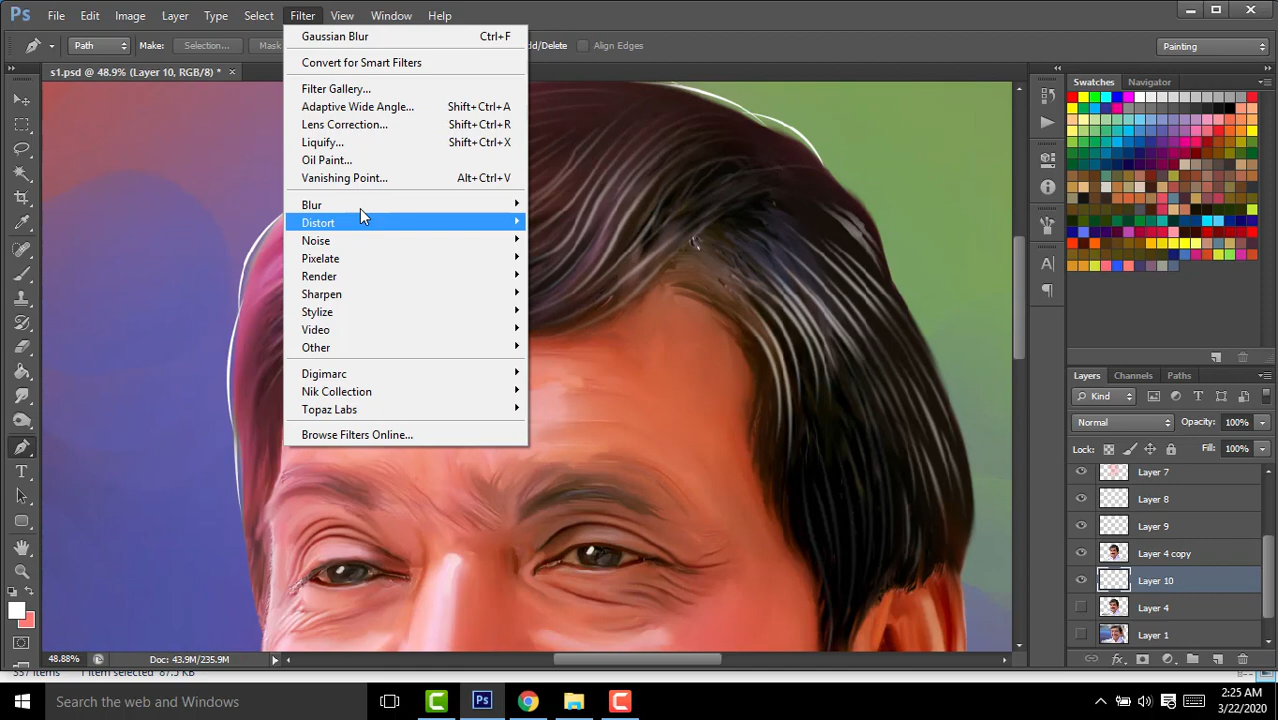 Ps File Edit Image Layer Type Select Filter View Window Help
Path Make: Selection... Mask Add/Delete Align Edges Painting
s1.psd @ 48.9% (Layer 10, RGB/8) * ×
Gaussian Blur Ctrl+F
Convert for Smart Filters
Filter Gallery...
Adaptive Wide Angle... Shift+Ctrl+A
Lens Correction... Shift+Ctrl+R
Liquify... Shift+Ctrl+X
Oil Paint...
Vanishing Point... Alt+Ctrl+V
Blur
Distort
Noise
Pixelate
Render
Sharpen
Stylize
Video
Other
Digimarc
Nik Collection
Topaz Labs
Browse Filters Online...
Swatches Navigator
Layers Channels Paths
Kind
Normal Opacity: 100%
Lock: Fill: 100%
Layer 7
Layer 8
Layer 9
Layer 4 copy
Layer 10
Layer 4
Layer 1
48.88% Doc: 43.9M/235.9M
Search the web and Windows
2:25 AM
3/22/2020